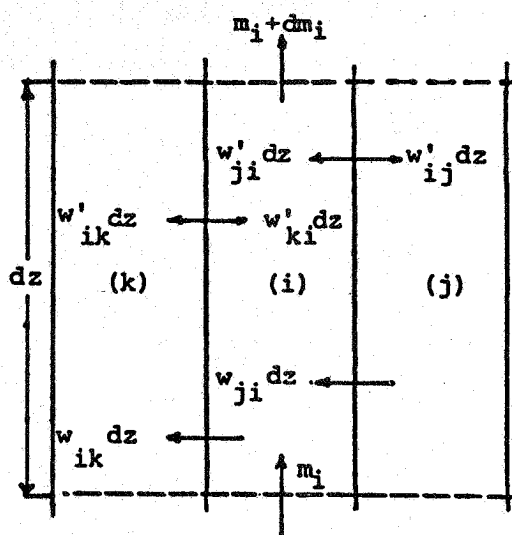 m_i+dm_i
w'_ji dz w'_ij dz
w'_ik dz w'_ki dz
dz (k) (i) (j)
w_ji dz
w_ik dz
m_i